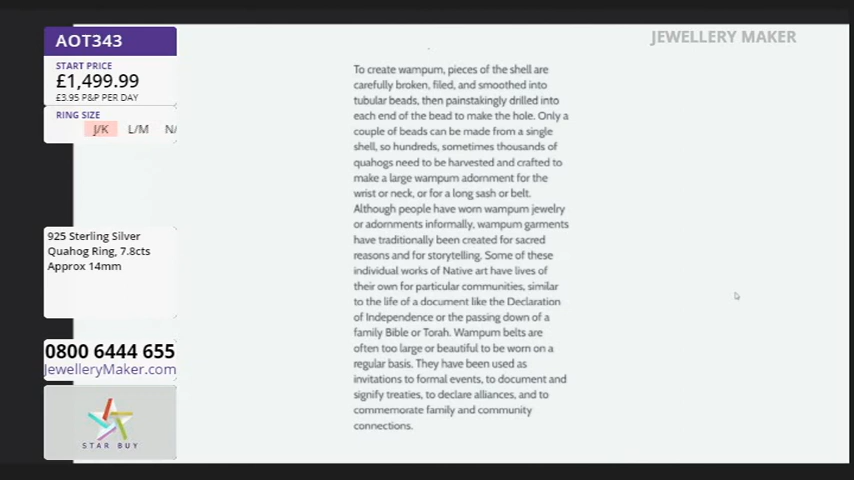 AOT343
START PRICE
£1,499.99
£3.95 P&P PER DAY
RING SIZE
J/K L/M N/
925 Sterling Silver
Quahog Ring, 7.8cts
Approx 14mm
0800 6444 655
JewelleryMaker.com
STAR BUY
JEWELLERY MAKER
To create wampum, pieces of the shell are
carefully broken, filed, and smoothed into
tubular beads, then painstakingly drilled into
each end of the bead to make the hole. Only a
couple of beads can be made from a single
shell, so hundreds, sometimes thousands of
quahogs need to be harvested and crafted to
make a large wampum adornment for the
wrist or neck, or for a long sash or belt.
Although people have worn wampum jewelry
or adornments informally, wampum garments
have traditionally been created for sacred
reasons and for storytelling. Some of these
individual works of Native art have lives of
their own for particular communities, similar
to the life of a document like the Declaration
of Independence or the passing down of a
family Bible or Torah. Wampum belts are
often too large or beautiful to be worn on a
regular basis. They have been used as
invitations to formal events, to document and
signify treaties, to declare alliances, and to
commemorate family and community
connections.